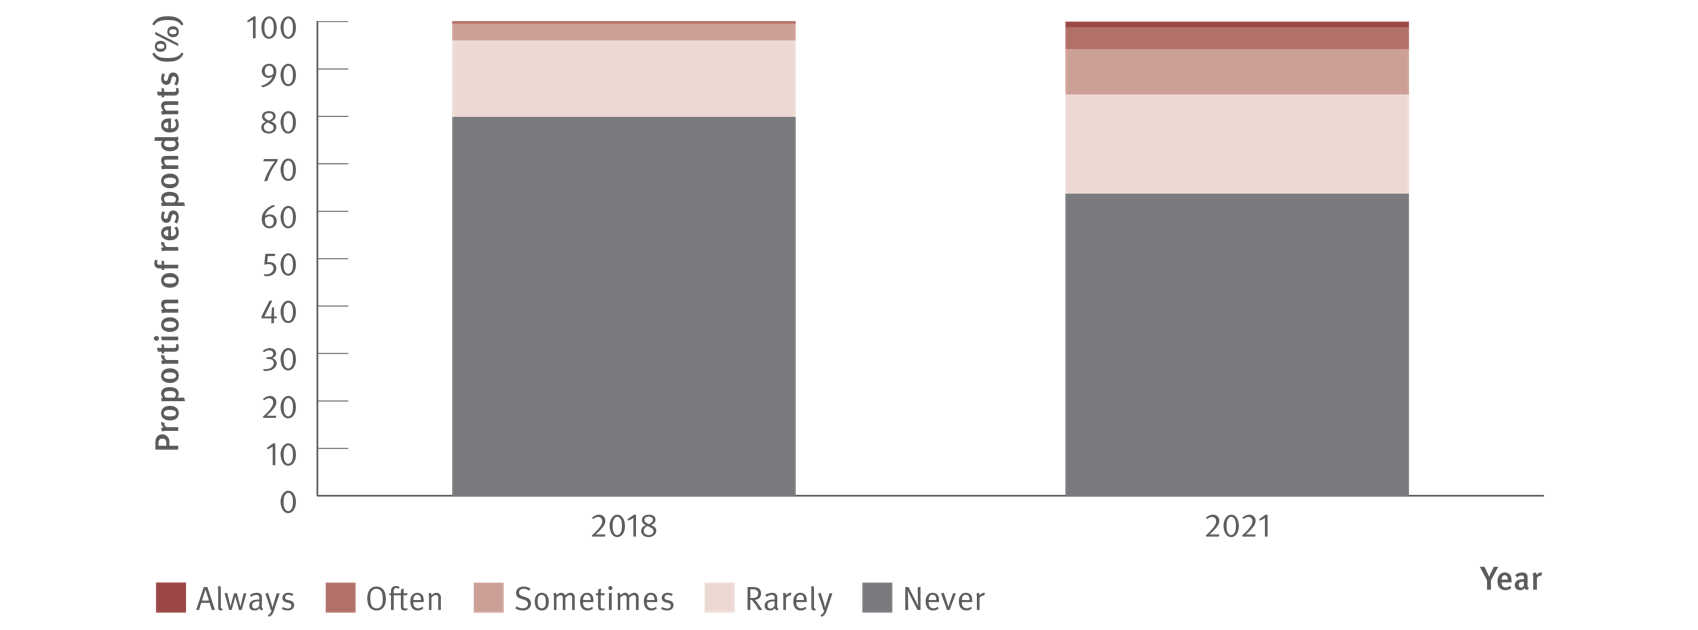 Proportion of respondents (%)
100
90
80
70
60
50
40
30
20
10
0
2018
2021
Year
Always
Often
Sometimes
Rarely
Never